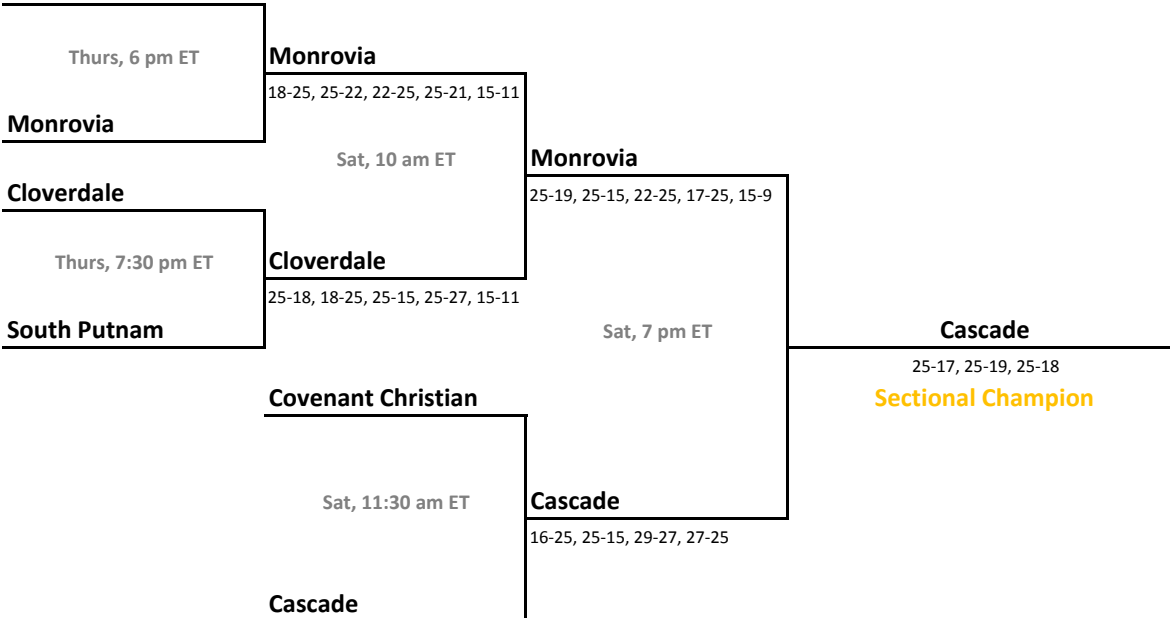 Thurs, 6 pm ET
Monrovia
18-25, 25-22, 22-25, 25-21, 15-11
Monrovia
Sat, 10 am ET
Monrovia
25-19, 25-15, 22-25, 17-25, 15-9
Cloverdale
Thurs, 7:30 pm ET
Cloverdale
25-18, 18-25, 25-15, 25-27, 15-11
South Putnam
Sat, 7 pm ET
Cascade
25-17, 25-19, 25-18
Sectional Champion
Covenant Christian
Sat, 11:30 am ET
Cascade
16-25, 25-15, 29-27, 27-25
Cascade